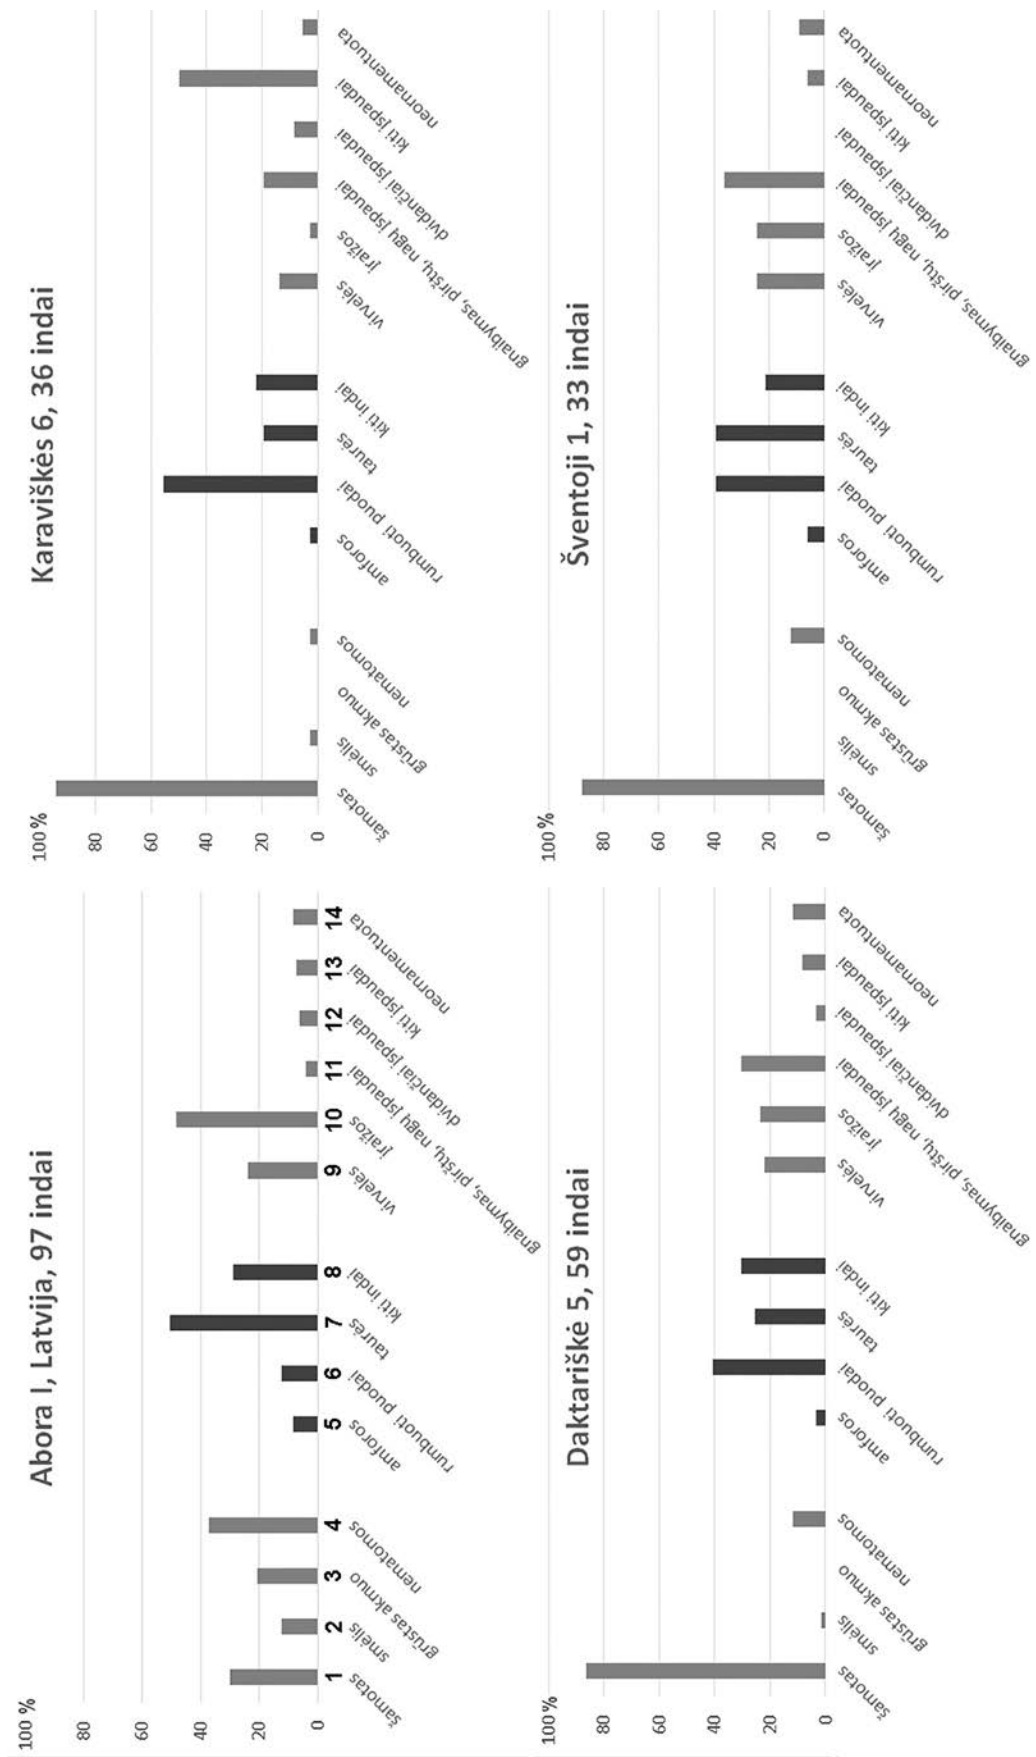 Abora I, Latvija, 97 indai
100 %
80
60
40
20
0
1 2 3 4 5 6 7 8 9 10 11 12 13 14
šamotas
smėlis
grūstas akmuo
nematomos
amforos
rumbuoti puodai
taurės
kiti indai
virvelės
įraižos
gnaibymas, pirštų, nagų įspaudai
dvidančiai įspaudai
kiti įspaudai
neornamentuota
Karaviškės 6, 36 indai
100%
80
60
40
20
0
šamotas
smėlis
grūstas akmuo
nematomos
amforos
rumbuoti puodai
taurės
kiti indai
virvelės
įraižos
gnaibymas, pirštų, nagų įspaudai
dvidančiai įspaudai
kiti įspaudai
neornamentuota
Daktariškė 5, 59 indai
100%
80
60
40
20
0
šamotas
smėlis
grūstas akmuo
nematomos
amforos
rumbuoti puodai
taurės
kiti indai
virvelės
įraižos
gnaibymas, pirštų, nagų įspaudai
dvidančiai įspaudai
kiti įspaudai
neornamentuota
Šventoji 1, 33 indai
100%
80
60
40
20
0
šamotas
smėlis
grūstas akmuo
nematomos
amforos
rumbuoti puodai
taurės
kiti indai
virvelės
įraižos
gnaibymas, pirštų, nagų įspaudai
dvidančiai įspaudai
kiti įspaudai
neornamentuota